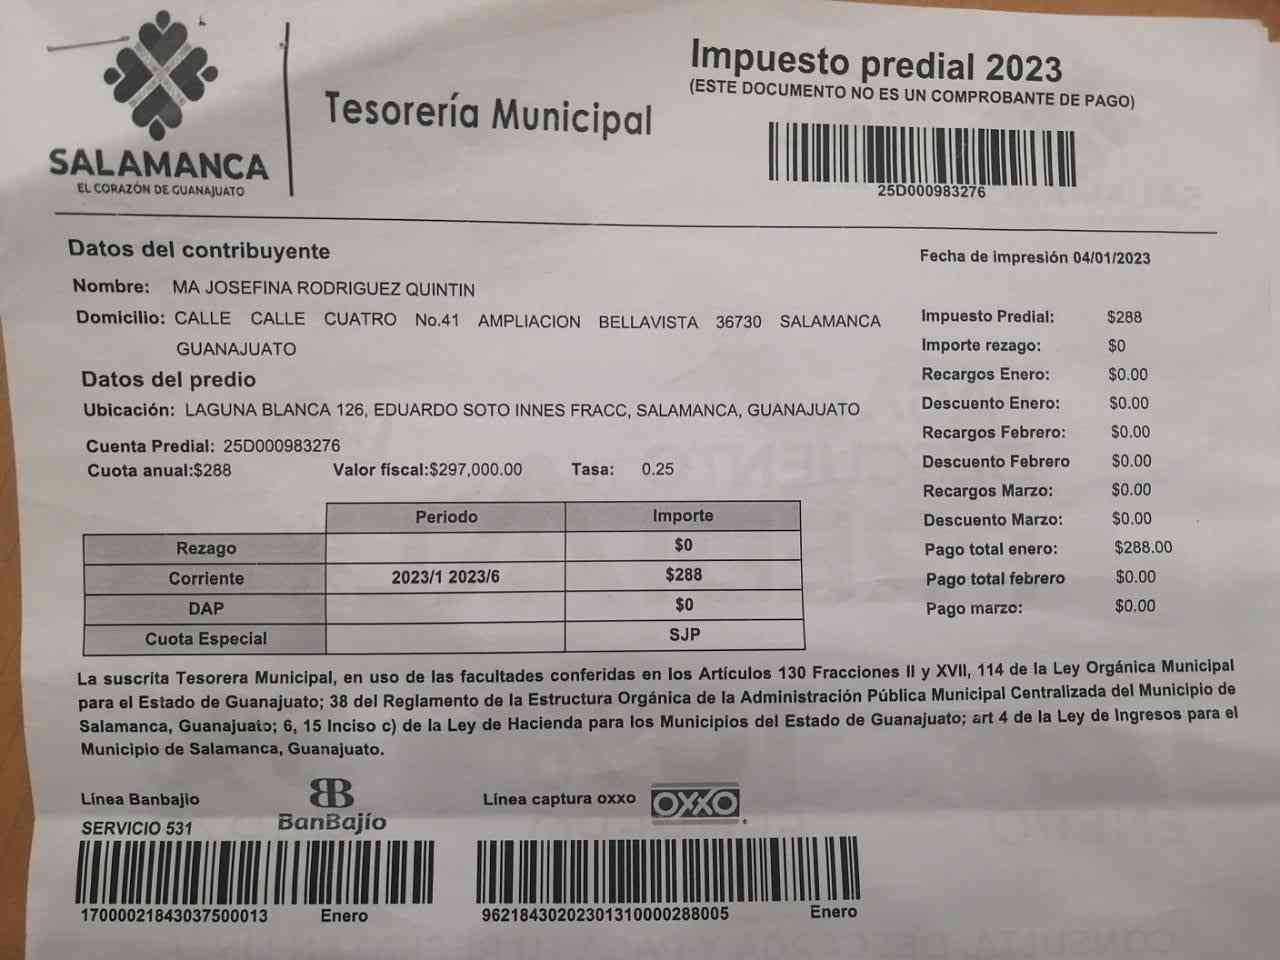 SALAMANCA
EL CORAZÓN DE GUANAJUATO
Tesorería Municipal
Impuesto predial 2023
(ESTE DOCUMENTO NO ES UN COMPROBANTE DE PAGO)
25D000983276
Datos del contribuyente
Fecha de impresión 04/01/2023
Nombre: MA JOSEFINA RODRIGUEZ QUINTIN
Domicilio: CALLE CALLE CUATRO No.41 AMPLIACION BELLAVISTA 36730 SALAMANCA
GUANAJUATO
Datos del predio
Ubicación: LAGUNA BLANCA 126, EDUARDO SOTO INNES FRACC, SALAMANCA, GUANAJUATO
Cuenta Predial: 25D000983276
Cuota anual:$288 Valor físcal:$297,000.00 Tasa: 0.25
Impuesto Predial: $288
Importe rezago: $0
Recargos Enero: $0.00
Descuento Enero: $0.00
Recargos Febrero: $0.00
Descuento Febrero $0.00
Recargos Marzo: $0.00
Descuento Marzo: $0.00
Pago total enero: $288.00
Pago total febrero $0.00
Pago marzo: $0.00
Periodo Importe
Rezago $0
Corriente 2023/1 2023/6 $288
DAP $0
Cuota Especial SJP
La suscrita Tesorera Municipal, en uso de las facultades conferidas en los Artículos 130 Fracciones II y XVII, 114 de la Ley Orgánica Municipal
para el Estado de Guanajuato; 38 del Reglamento de la Estructura Orgánica de la Administración Pública Municipal Centralizada del Municipio de
Salamanca, Guanajuato; 6, 15 Inciso c) de la Ley de Hacienda para los Municipios del Estado de Guanajuato; art 4 de la Ley de Ingresos para el
Municipio de Salamanca, Guanajuato.
Línea Banbajio
SERVICIO 531
BanBajío
Línea captura oxxo
OXXO
17000021843037500013 Enero
96218430202301310000288005 Enero